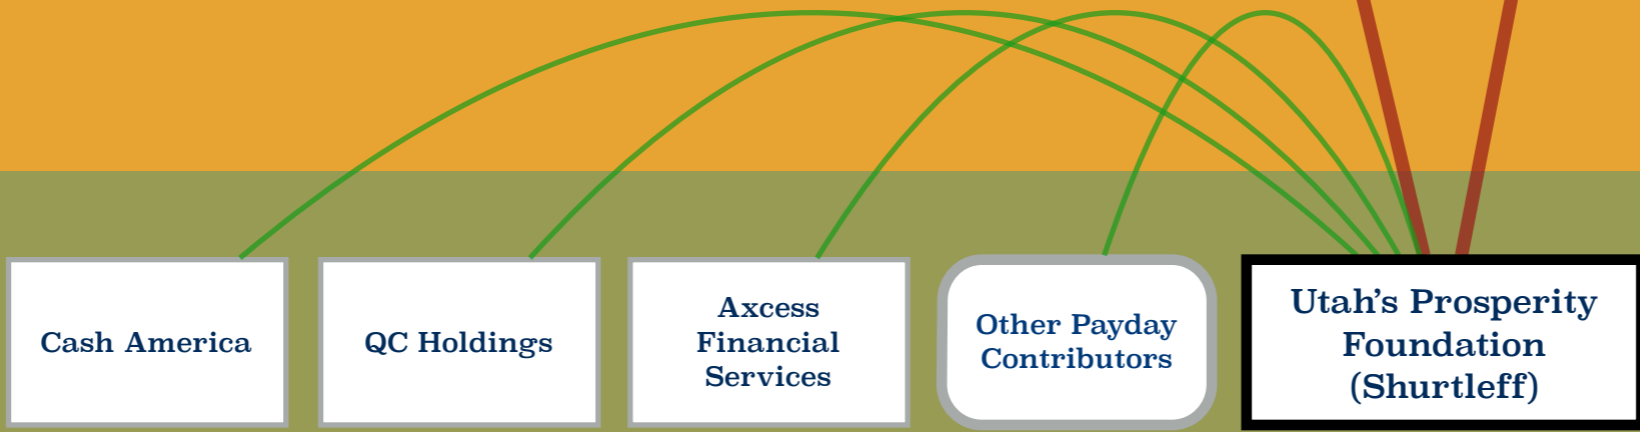 Cash America
QC Holdings
Axcess
Financial
Services
Other Payday
Contributors
Utah’s Prosperity
Foundation
(Shurtleff)